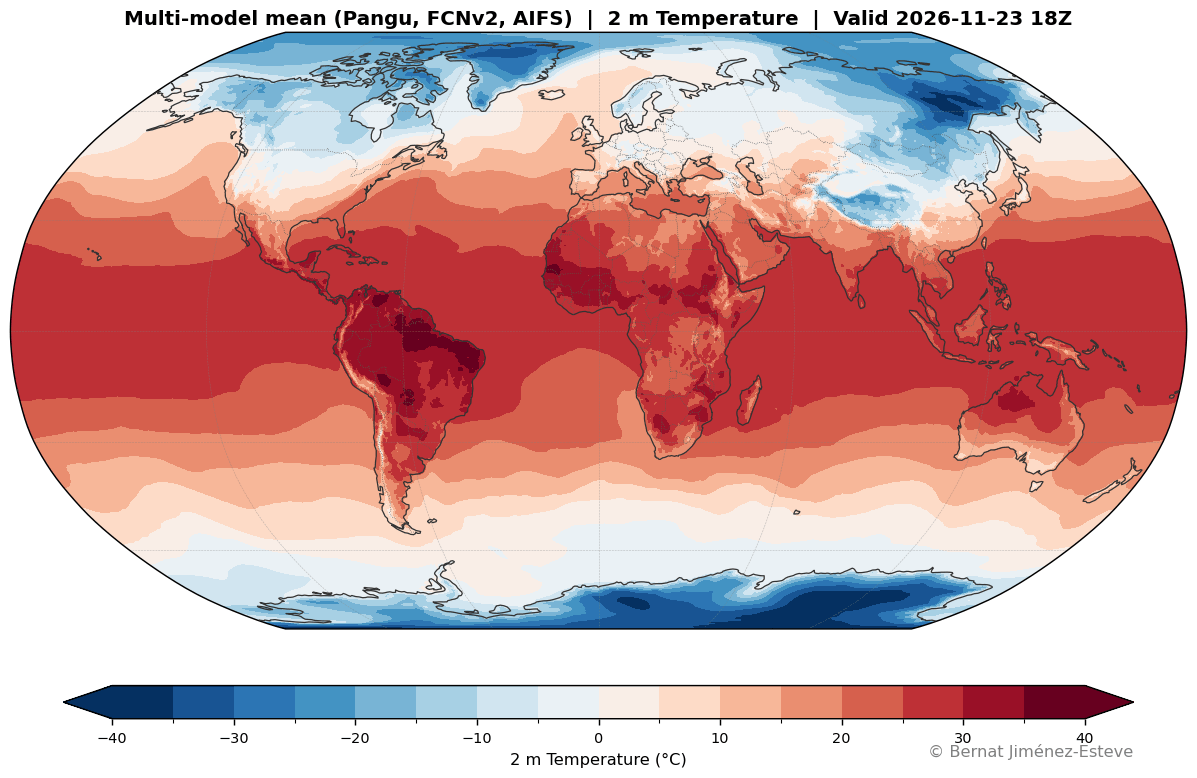 Multi-model mean (Pangu, FCNv2, AIFS)  |  2 m Temperature  |  Valid 2026-11-23 18Z
−40 −30 −20 −10 0 10 20 30 40
2 m Temperature (°C)
© Bernat Jiménez-Esteve